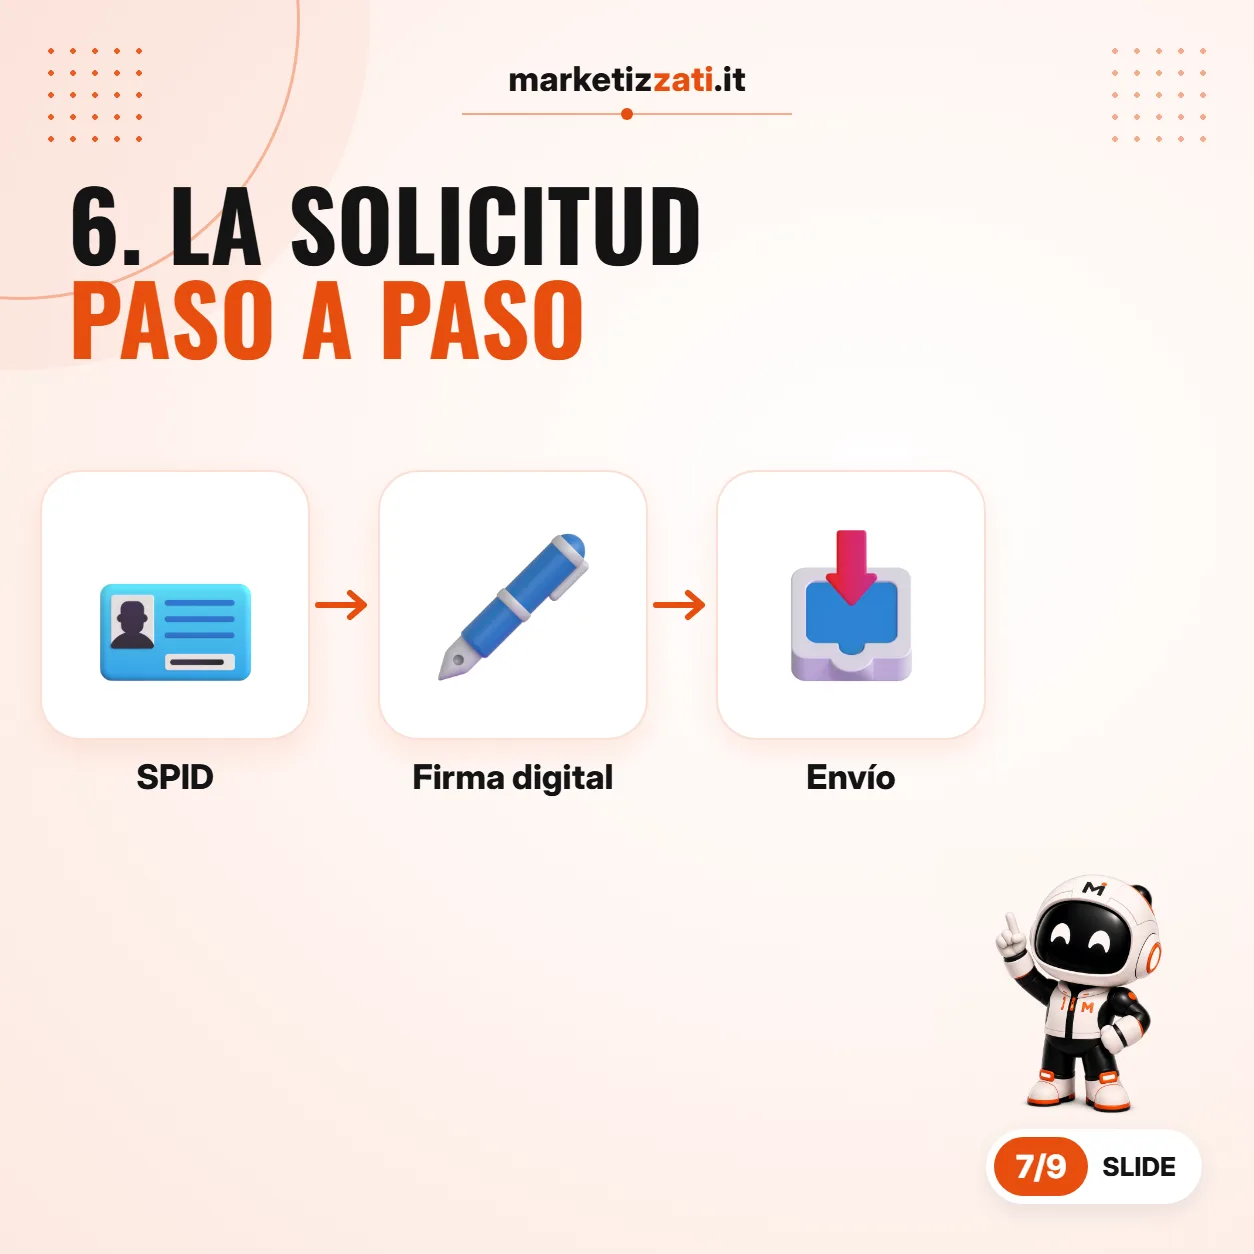 marketizzati.it
6. LA SOLICITUD
PASO A PASO
SPID
Firma digital
Envío
M
M
7/9 SLIDE